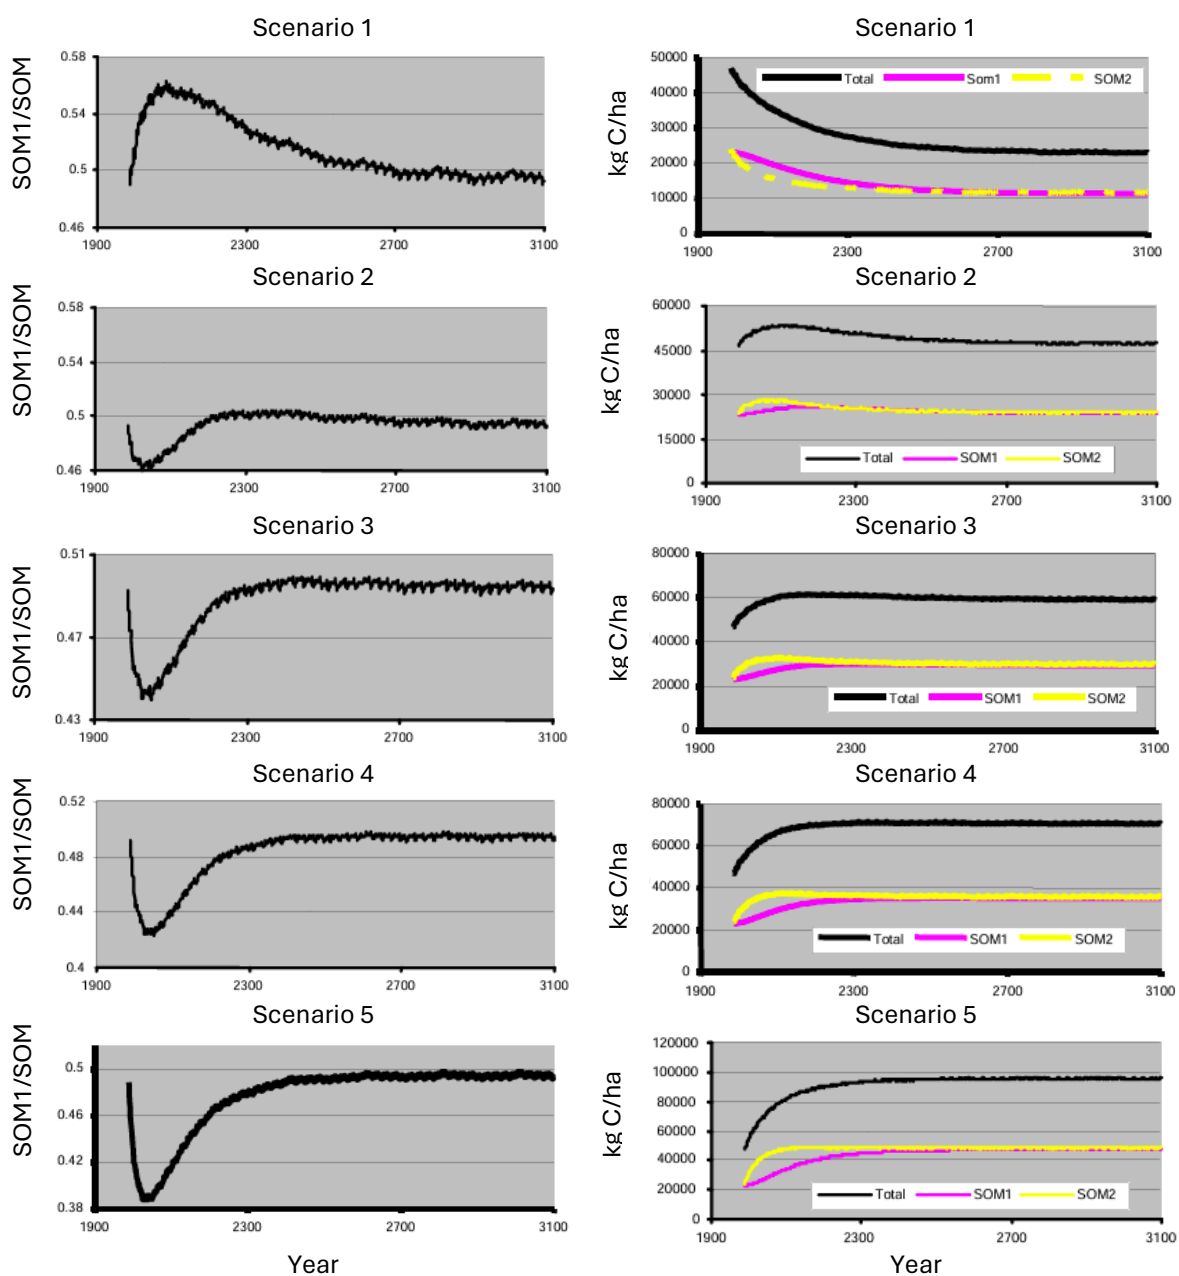 Scenario 1
SOM1/SOM
0.58
0.54
0.5
0.46
1900
2300
2700
3100
Scenario 1
kg C/ha
50000
40000
30000
20000
10000
0
Total
Som1
SOM2
1900
2300
2700
3100
Scenario 2
SOM1/SOM
0.58
0.54
0.5
0.46
1900
2300
2700
3100
Scenario 2
kg C/ha
60000
45000
30000
15000
0
Total
SOM1
SOM2
1900
2300
2700
3100
Scenario 3
SOM1/SOM
0.51
0.47
0.43
1900
2300
2700
3100
Scenario 3
kg C/ha
80000
60000
40000
20000
0
Total
SOM1
SOM2
1900
2300
2700
3100
Scenario 4
SOM1/SOM
0.52
0.48
0.44
0.4
1900
2300
2700
3100
Scenario 4
kg C/ha
80000
60000
40000
20000
0
Total
SOM1
SOM2
1900
2300
2700
3100
Scenario 5
SOM1/SOM
0.5
0.46
0.42
0.38
1900
2300
2700
3100
Year
Scenario 5
kg C/ha
120000
100000
80000
60000
40000
20000
0
Total
SOM1
SOM2
1900
2300
2700
3100
Year